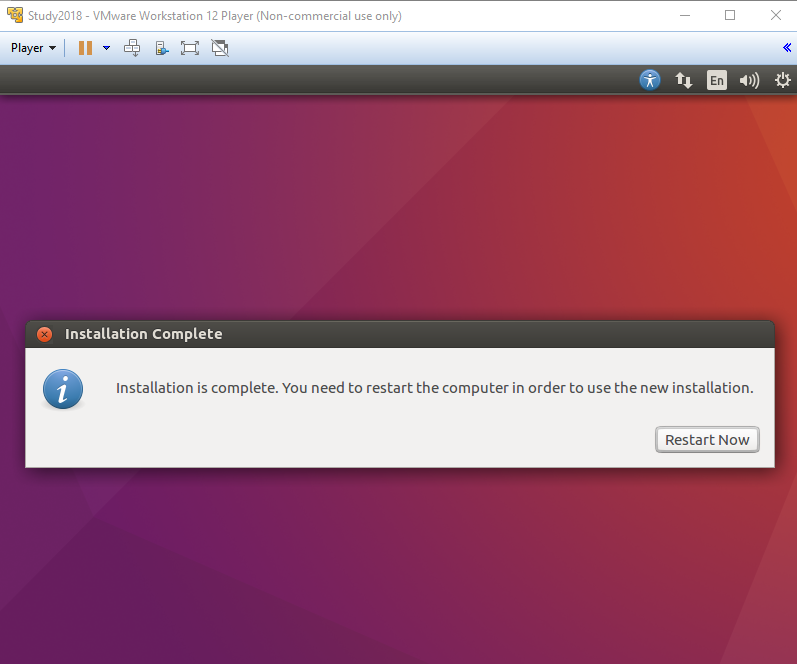 Study2018 - VMware Workstation 12 Player (Non-commercial use only)
Player
En
Installation Complete
Installation is complete. You need to restart the computer in order to use the new installation.
Restart Now